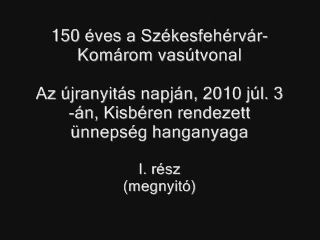 150 éves a Székesfehérvár-
Komárom vasútvonal
Az újranyitás napján, 2010 júl. 3
-án, Kisbéren rendezett
ünnepség hanganyaga
I. rész
(megnyitó)